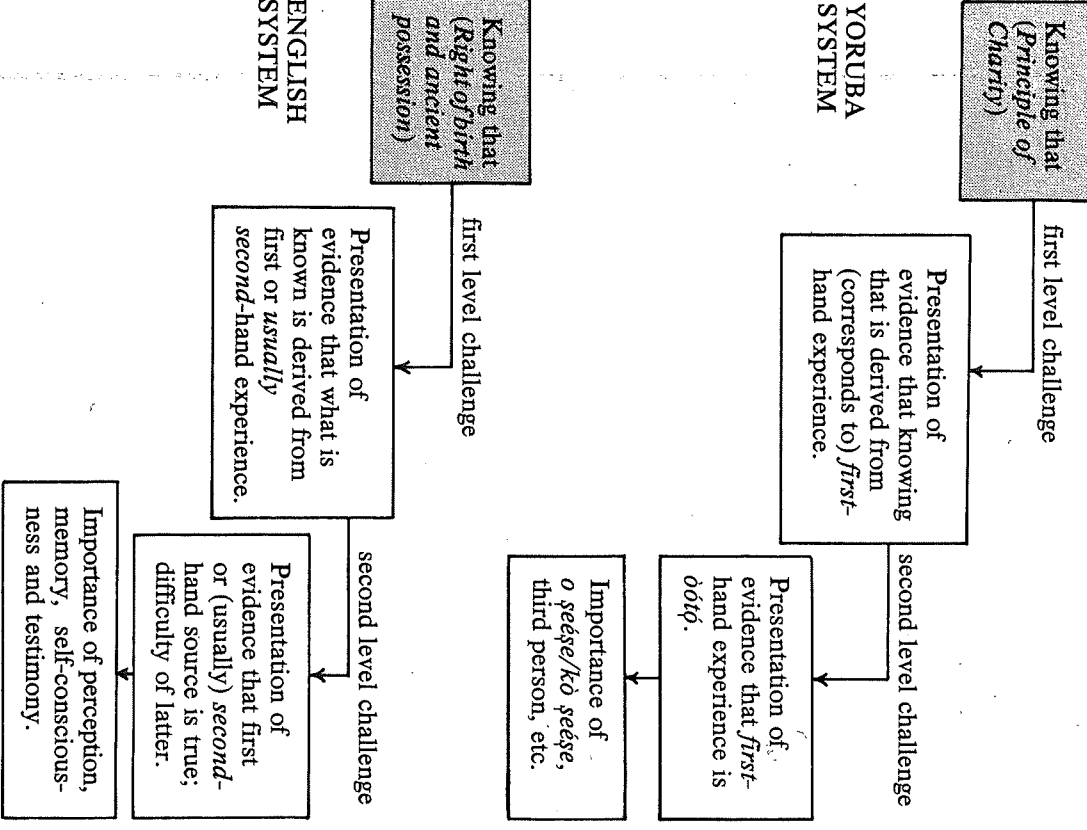 YORUBA
SYSTEM
Knowing that
(Principle of
Charity)
first level challenge
Presentation of
evidence that knowing
that is derived from
(corresponds to) first-
hand experience.
second level challenge
Presentation of
evidence that first-
hand experience is
òótọ́.
Importance of
o ṣeéṣe/kò ṣeéṣe,
third person, etc.
ENGLISH
SYSTEM
Knowing that
(Right of birth
and ancient
possession)
first level challenge
Presentation of
evidence that what is
known is derived from
first or usually
second-hand experience.
second level challenge
Presentation of
evidence that first
or (usually) second-
hand source is true;
difficulty of latter.
Importance of perception,
memory, self-conscious-
ness and testimony.